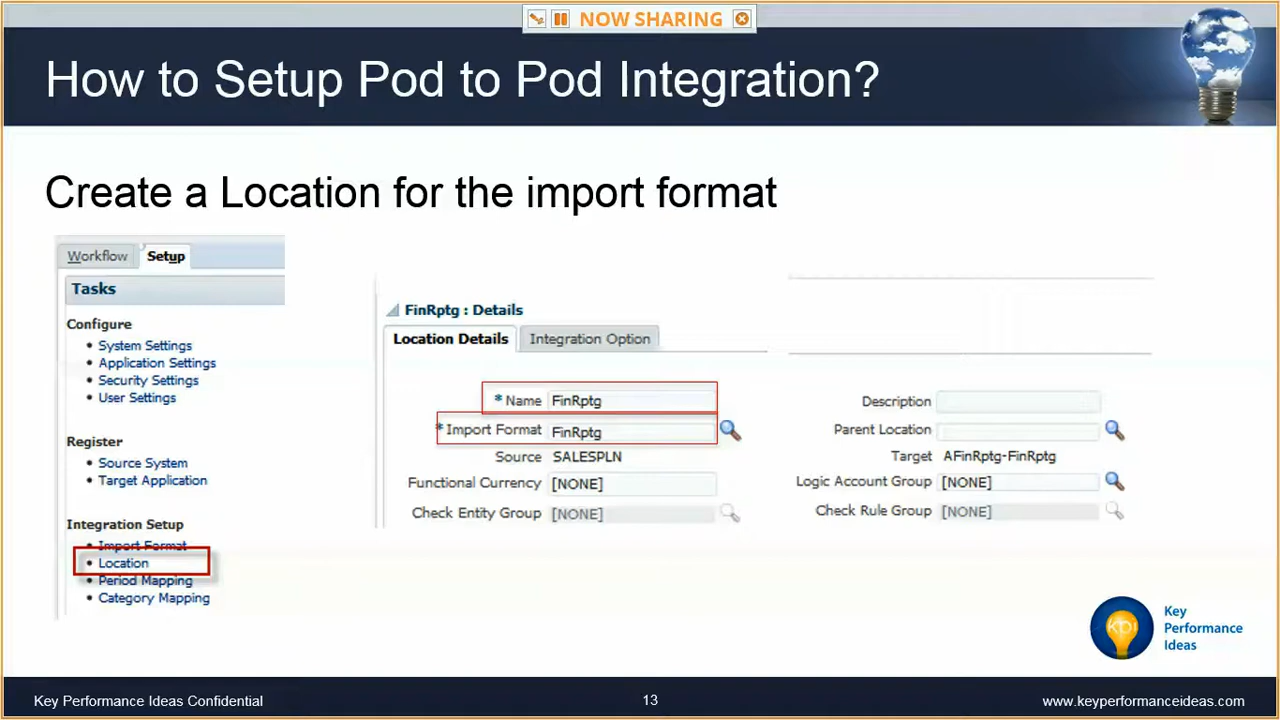 NOW SHARING
How to Setup Pod to Pod Integration?
Create a Location for the import format
Workflow Setup
Tasks
Configure
System Settings
Application Settings
Security Settings
User Settings
Register
Source System
Target Application
Integration Setup
Import Format
Location
Period Mapping
Category Mapping
FinRptg : Details
Location Details Integration Option
* Name FinRptg
* Import Format FinRptg
Source SALESPLN
Functional Currency [NONE]
Check Entity Group [NONE]
Description
Parent Location
Target AFinRptg-FinRptg
Logic Account Group [NONE]
Check Rule Group [NONE]
kpi
Key
Performance
Ideas
Key Performance Ideas Confidential
13
www.keyperformanceideas.com